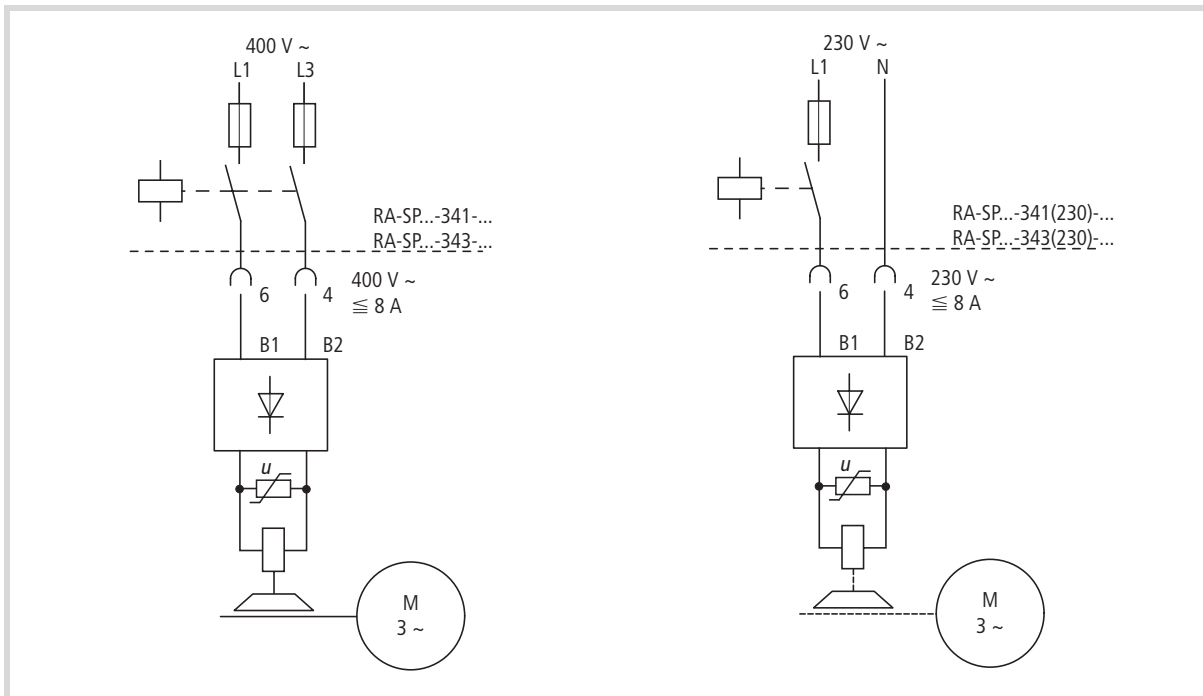 400 V ~
L1 L3
RA-SP...-341-...
RA-SP...-343-...
6 4
400 V ~
≦ 8 A
B1 B2
u
M
3 ~
230 V ~
L1 N
RA-SP...-341(230)-...
RA-SP...-343(230)-...
6 4
230 V ~
≦ 8 A
B1 B2
u
M
3 ~